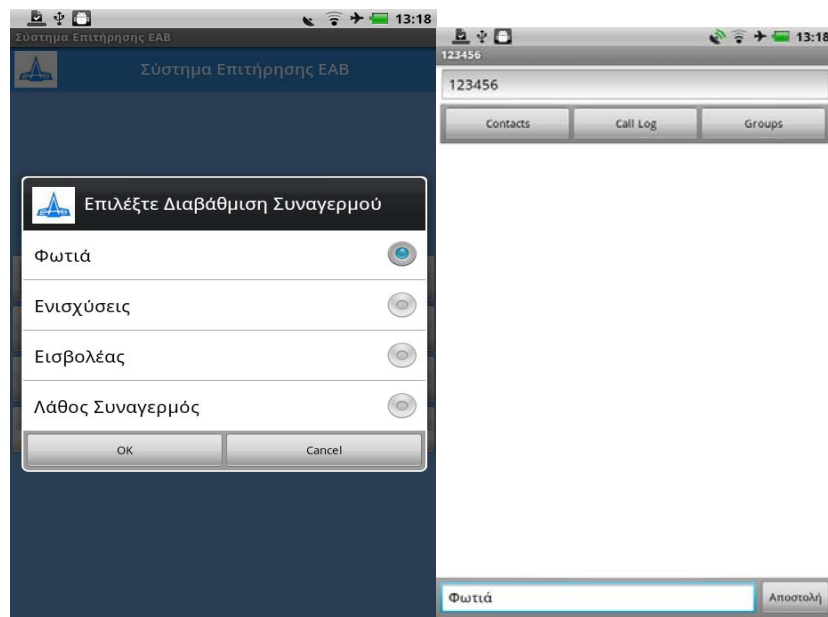 13:18
Σύστημα Επιτήρησης ΕΑΒ
Σύστημα Επιτήρησης ΕΑΒ
Επιλέξτε Διαβάθμιση Συναγερμού
Φωτιά
Ενισχύσεις
Εισβολέας
Λάθος Συναγερμός
OK Cancel
13:18
123456
123456
Contacts Call Log Groups
Φωτιά Αποστολή